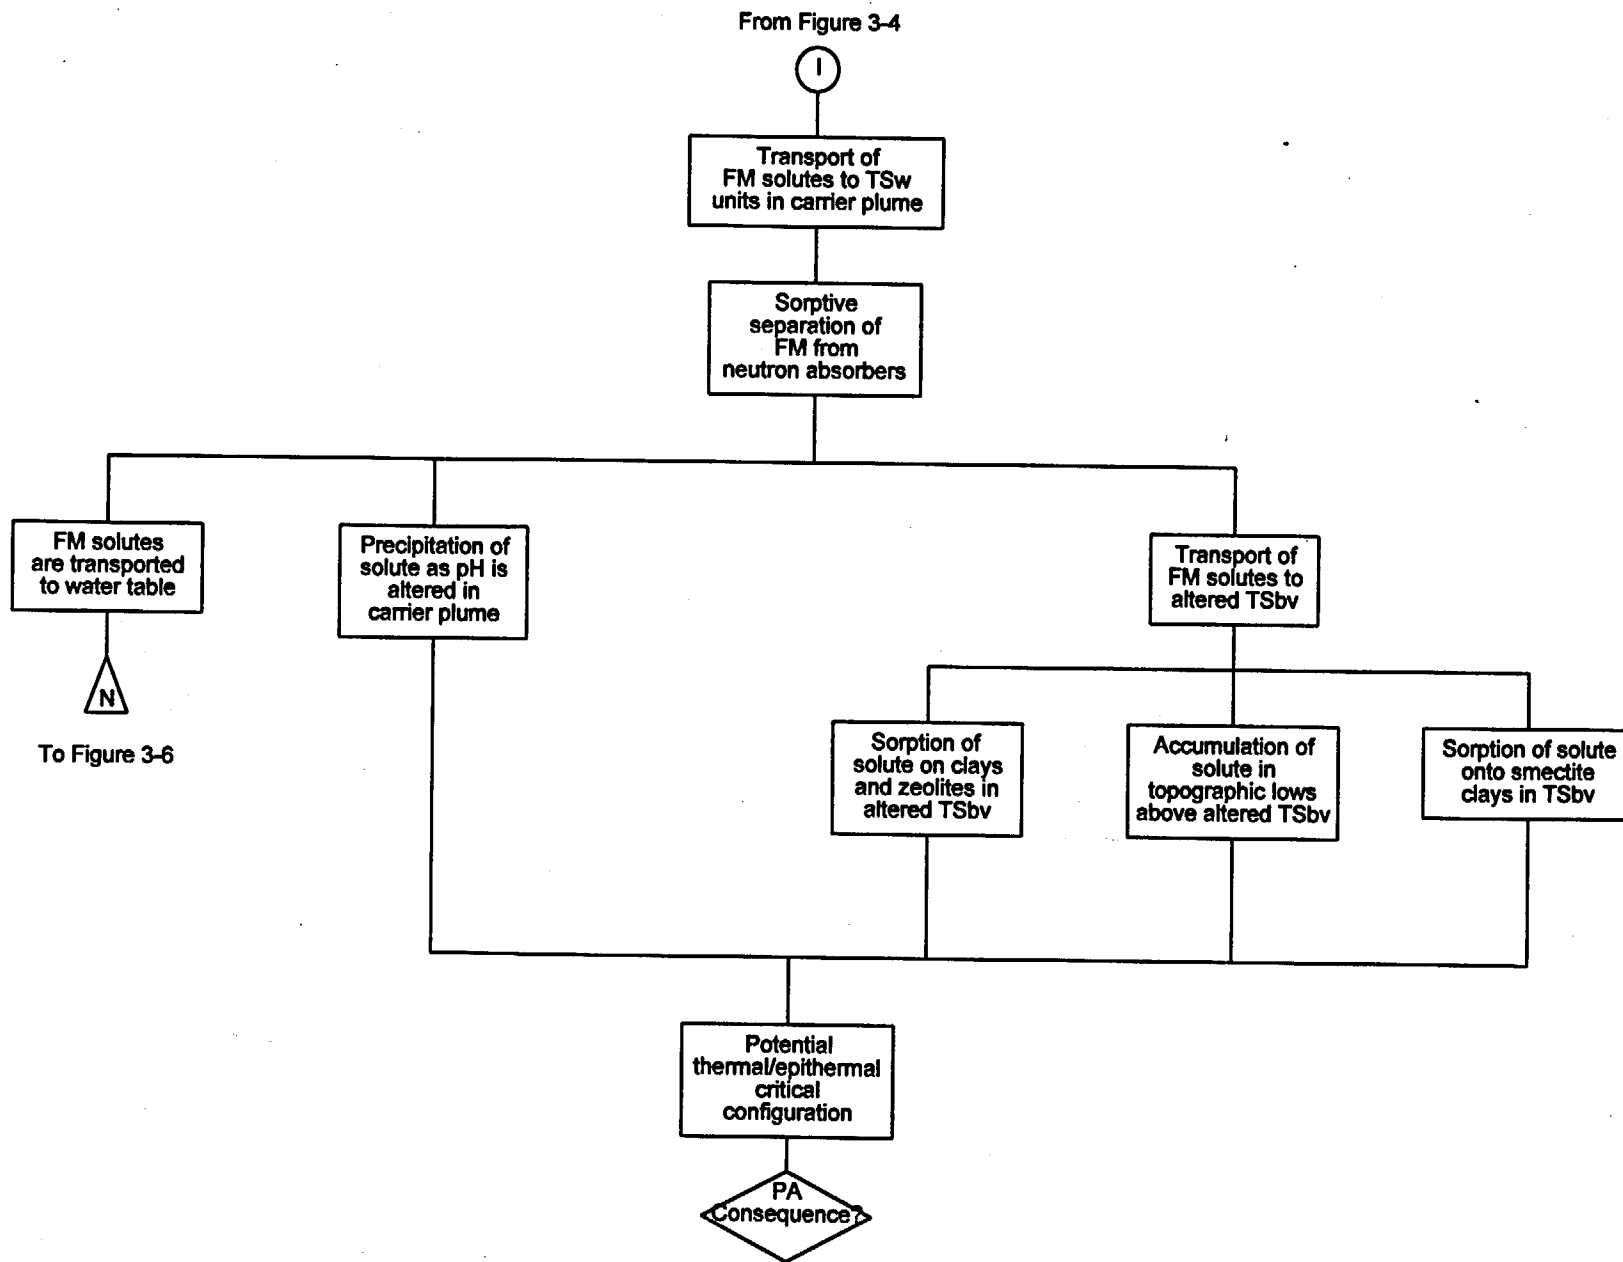 From Figure 3-4
I
Transport of
FM solutes to TSw
units in carrier plume
Sorptive
separation of
FM from
neutron absorbers
FM solutes
are transported
to water table
N
To Figure 3-6
Precipitation of
solute as pH is
altered in
carrier plume
Transport of
FM solutes to
altered TSbv
Sorption of
solute on clays
and zeolites in
altered TSbv
Accumulation of
solute in
topographic lows
above altered TSbv
Sorption of solute
onto smectite
clays in TSbv
Potential
thermal/epithermal
critical
configuration
PA
Consequence?